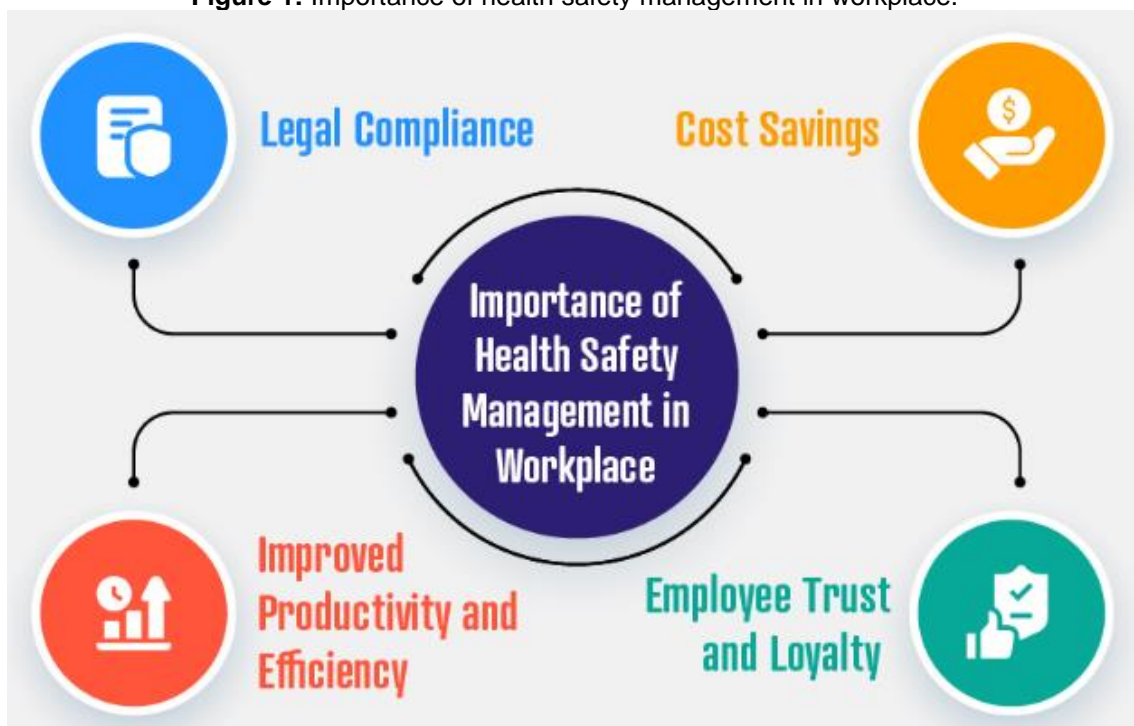 Figure 1. Importance of health safety management in workplace.
Legal Compliance
Cost Savings
$
Importance of
Health Safety
Management in
Workplace
Improved
Productivity and
Efficiency
Employee Trust
and Loyalty